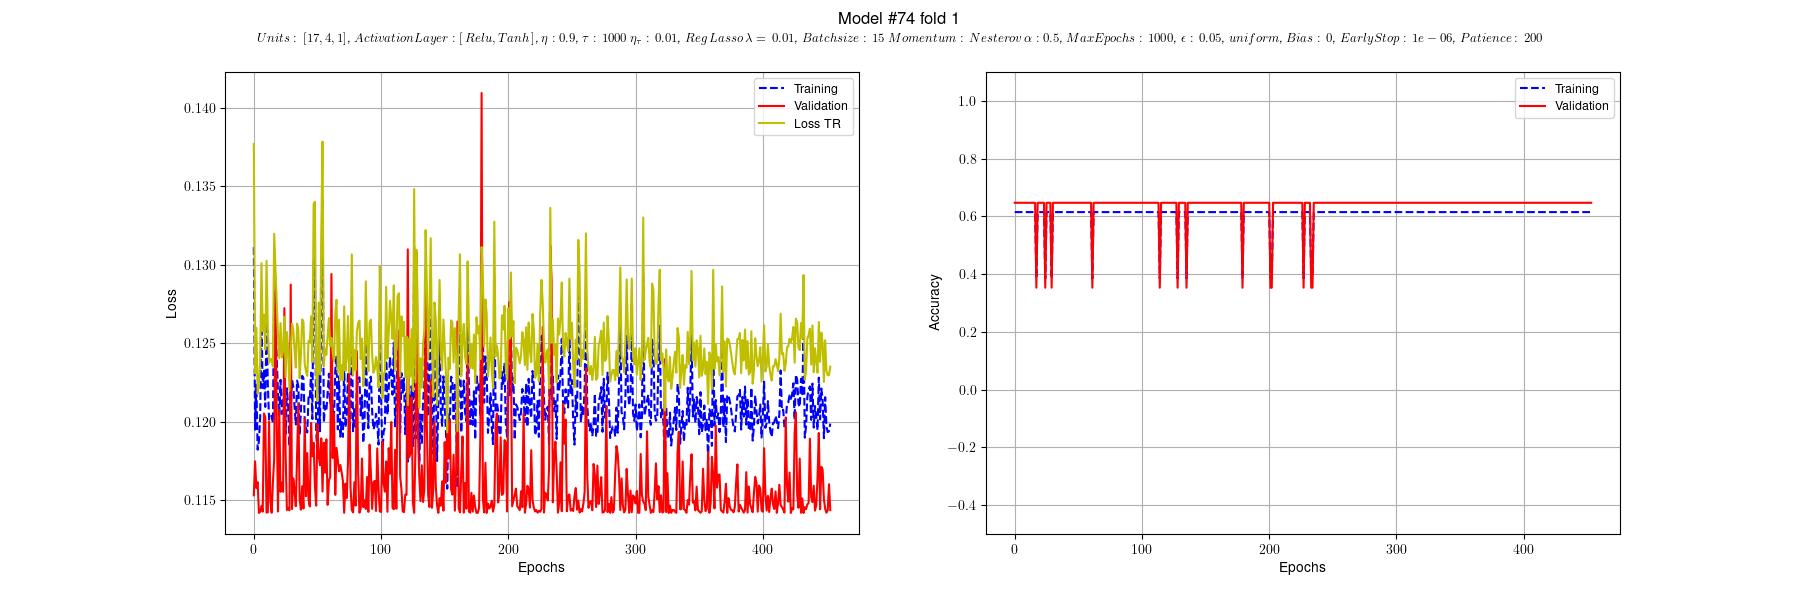 Model #74 fold 1
Units : [17, 4, 1], ActivationLayer : [ Relu, Tanh ], η : 0.9, τ : 1000 η_τ : 0.01, Reg Lasso λ = 0.01, Batchsize : 15 Momentum : Nesterov α : 0.5, MaxEpochs : 1000, ϵ : 0.05, uniform, Bias : 0, EarlyStop : 1e − 06, Patience : 200
Training
Validation
Loss TR
0.140
0.135
0.130
0.125
0.120
0.115
Loss
0
100
200
300
400
Epochs
Training
Validation
1.0
0.8
0.6
0.4
0.2
0.0
−0.2
−0.4
Accuracy
0
100
200
300
400
Epochs